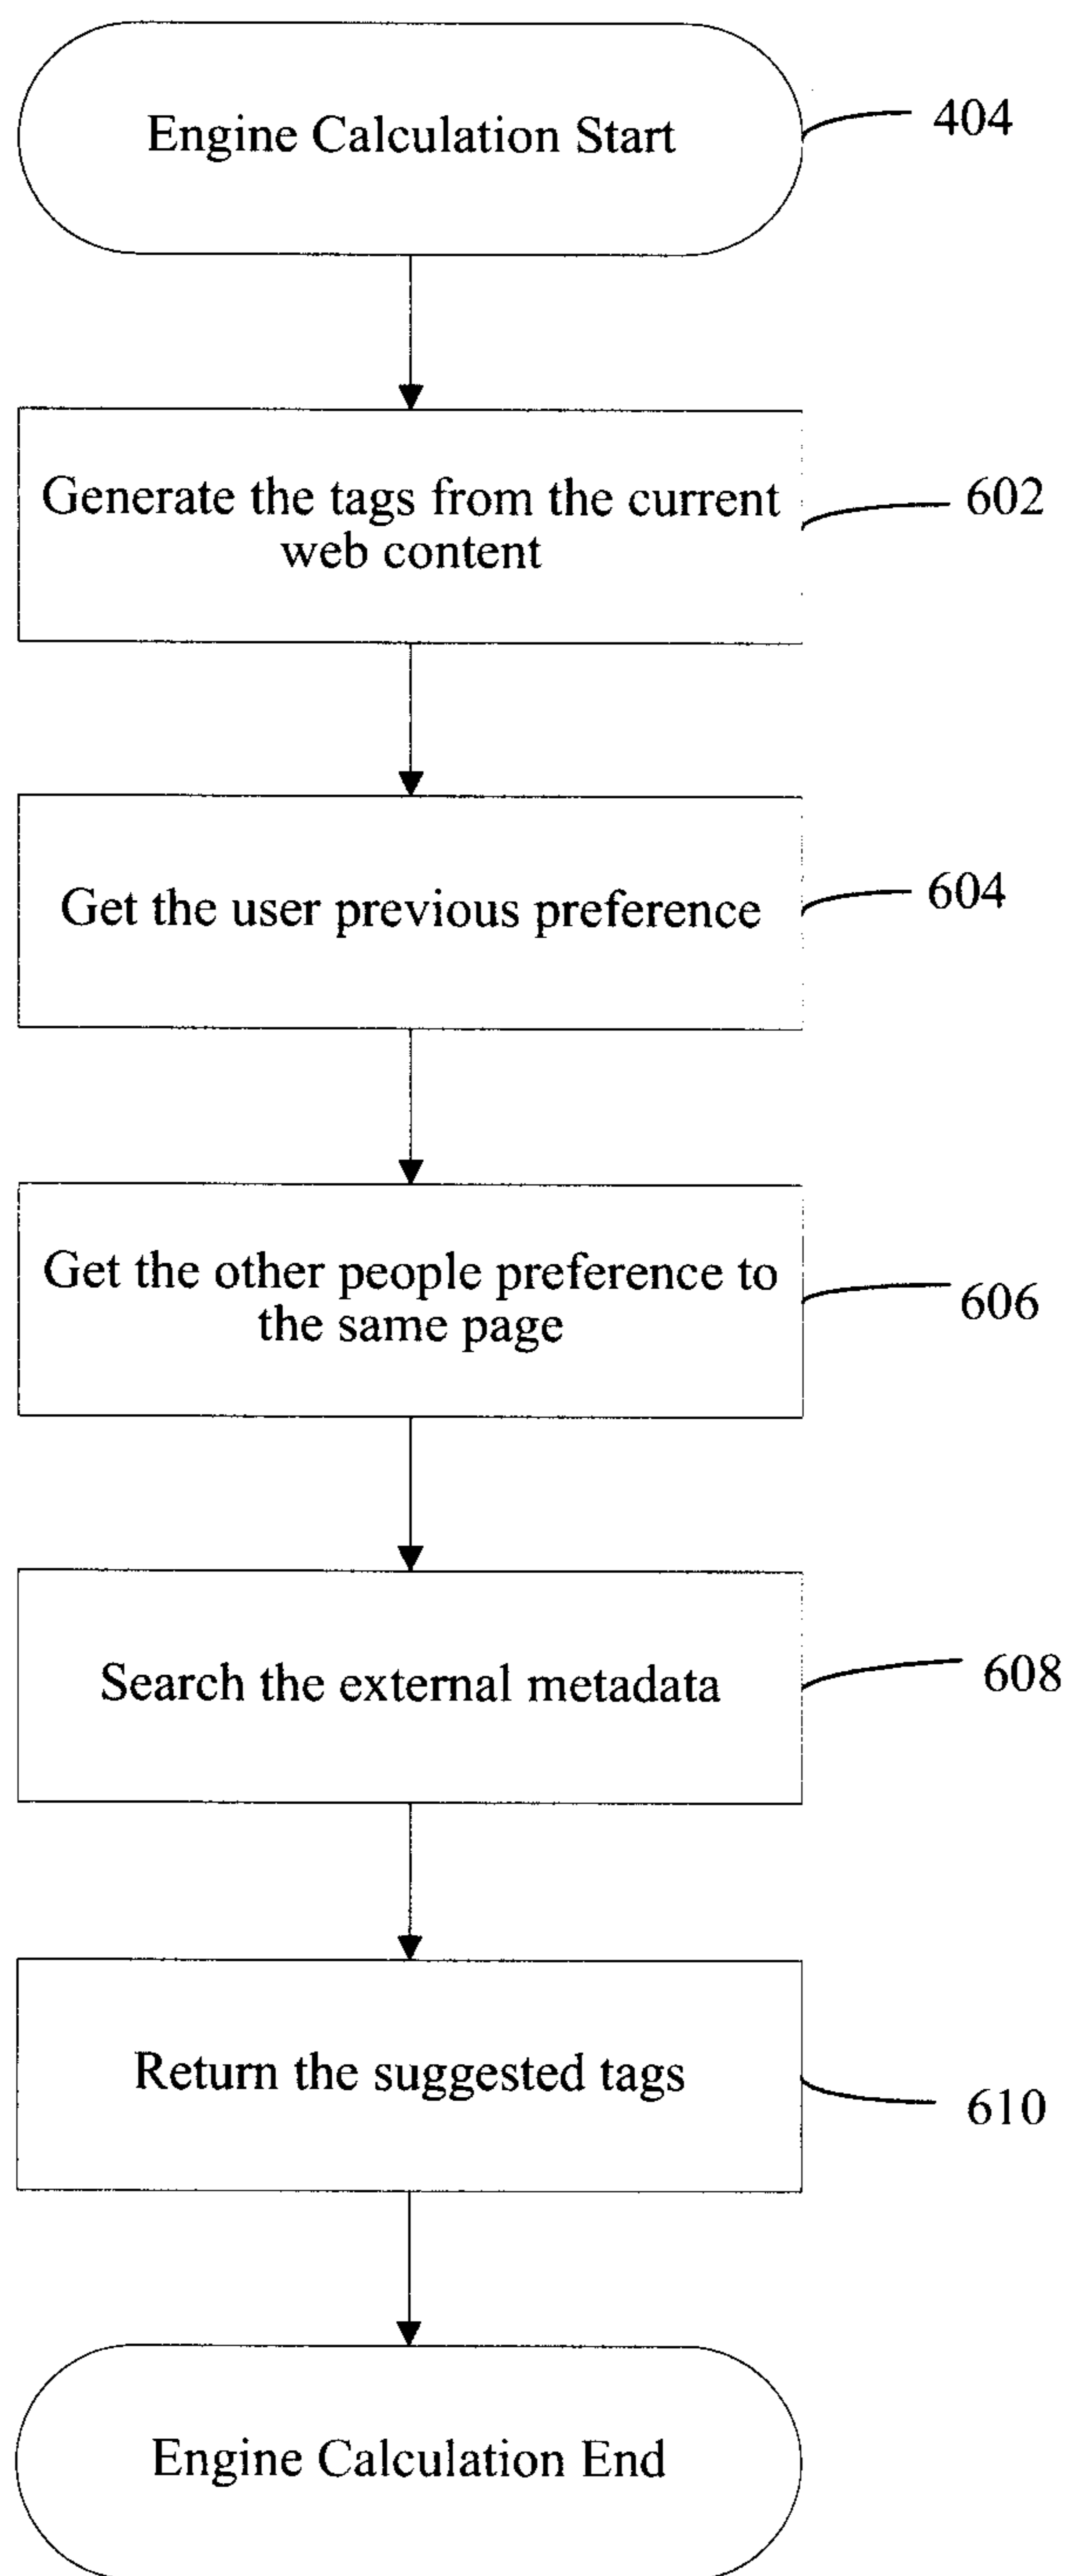 Engine Calculation Start
404
Generate the tags from the current
web content
602
Get the user previous preference
604
Get the other people preference to
the same page
606
Search the external metadata
608
Return the suggested tags
610
Engine Calculation End